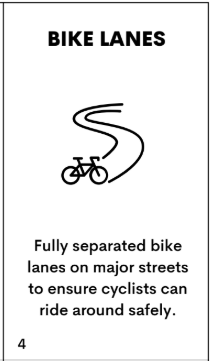 BIKE LANES
Fully separated bike
lanes on major streets
to ensure cyclists can
ride around safely.
4